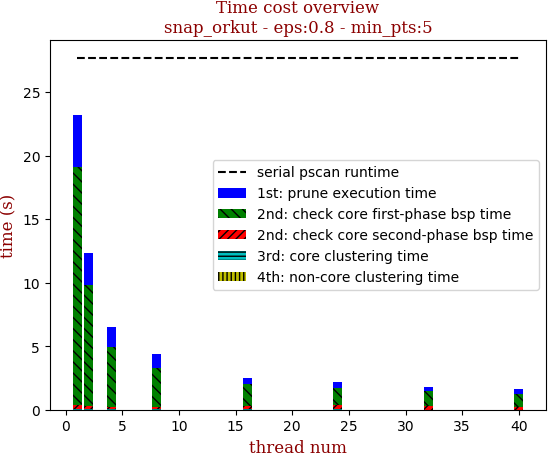 Time cost overview
snap_orkut - eps:0.8 - min_pts:5
time (s)
25
20
15
10
5
0
serial pscan runtime
1st: prune execution time
2nd: check core first-phase bsp time
2nd: check core second-phase bsp time
3rd: core clustering time
4th: non-core clustering time
0 5 10 15 20 25 30 35 40
thread num